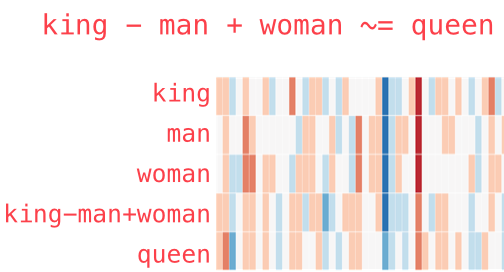 king − man + woman ~= queen
king
man
woman
king−man+woman
queen